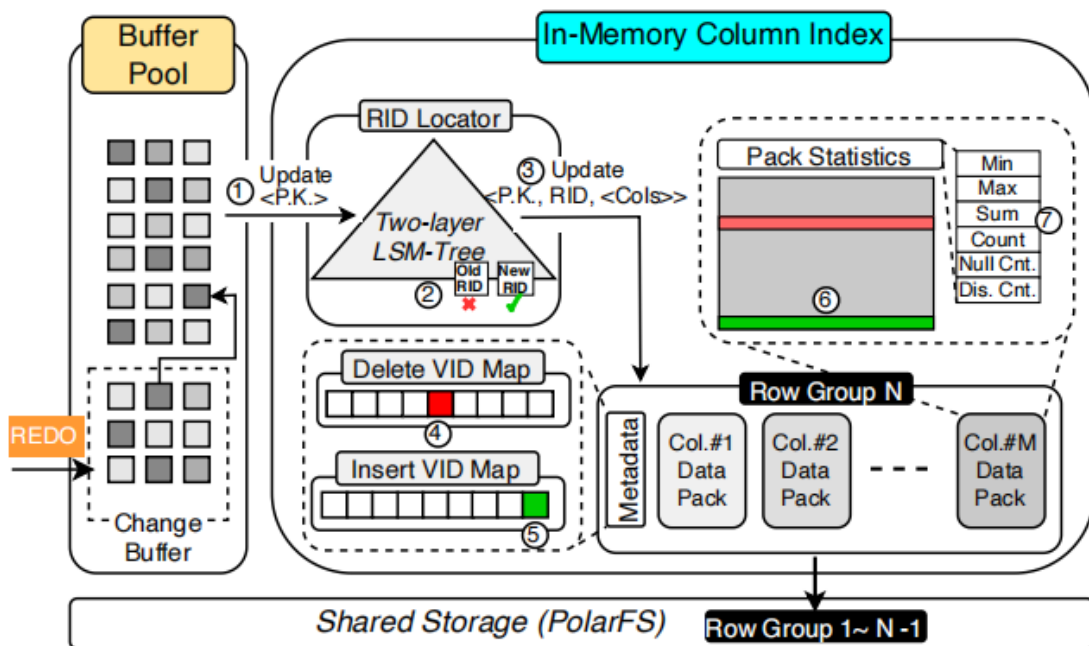 Buffer
Pool
REDO
Change
Buffer
In-Memory Column Index
RID Locator
① Update
<P.K.>
Two-layer
LSM-Tree
②
Old
RID
New
RID
③ Update
<P.K., RID, <Cols>>
Pack Statistics
Min
Max
Sum
Count
Null Cnt.
Dis. Cnt.
⑦
⑥
Delete VID Map
④
Insert VID Map
⑤
Row Group N
Metadata
Col.#1
Data
Pack
Col.#2
Data
Pack
Col.#M
Data
Pack
Shared Storage (PolarFS)
Row Group 1~ N -1